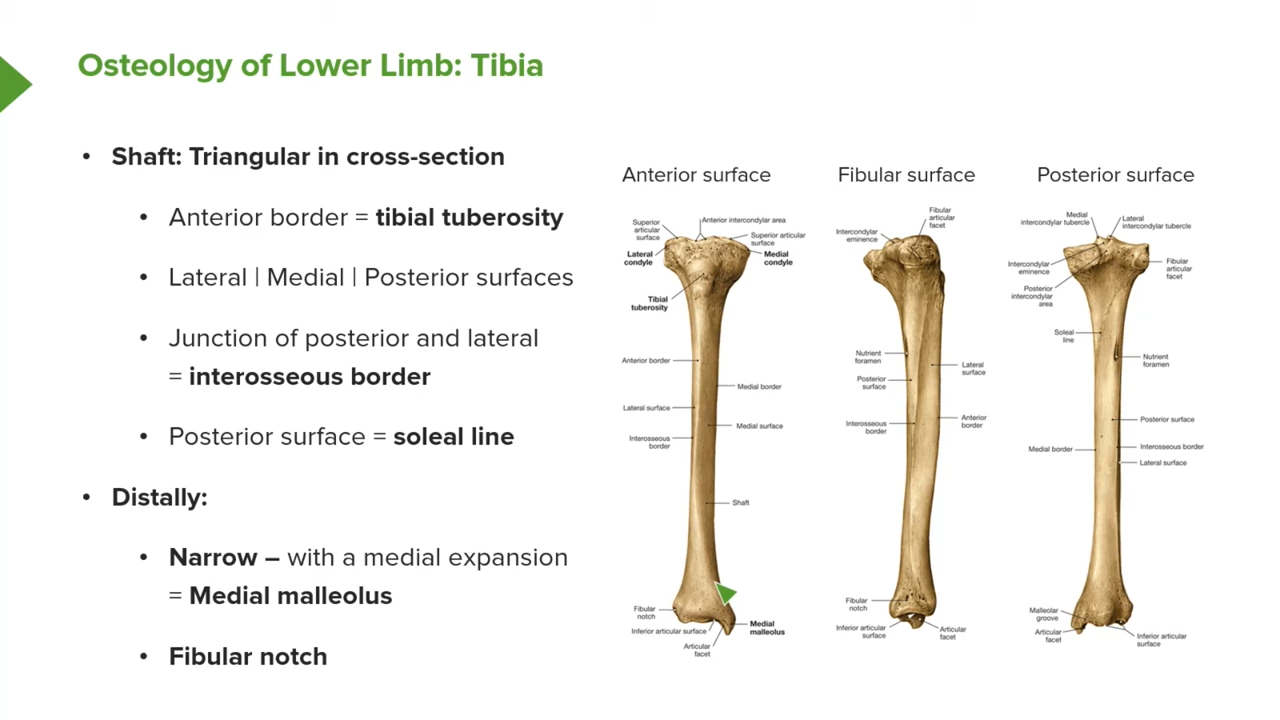 Osteology of Lower Limb: Tibia
• Shaft: Triangular in cross-section
• Anterior border = tibial tuberosity
• Lateral | Medial | Posterior surfaces
• Junction of posterior and lateral
= interosseous border
• Posterior surface = soleal line
• Distally:
• Narrow – with a medial expansion
= Medial malleolus
• Fibular notch
Anterior surface
Superior
articular
surface
Anterior intercondylar area
Superior articular
surface
Lateral
condyle
Medial
condyle
Tibial
tuberosity
Anterior border
Medial border
Lateral surface
Medial surface
Interosseous
border
Shaft
Fibular
notch
Inferior articular surface
Medial
malleolus
Articular
facet
Fibular surface
Fibular
articular
facet
Intercondylar
eminence
Nutrient
foramen
Lateral
surface
Posterior
surface
Interosseous
border
Anterior
border
Fibular
notch
Inferior articular
surface
Articular
facet
Posterior surface
Medial
intercondylar tubercle
Lateral
intercondylar tubercle
Intercondylar
eminence
Fibular
articular
facet
Posterior
intercondylar
area
Soleal
line
Nutrient
foramen
Posterior surface
Medial border
Interosseous border
Lateral surface
Malleolar
groove
Articular
facet
Inferior articular
surface